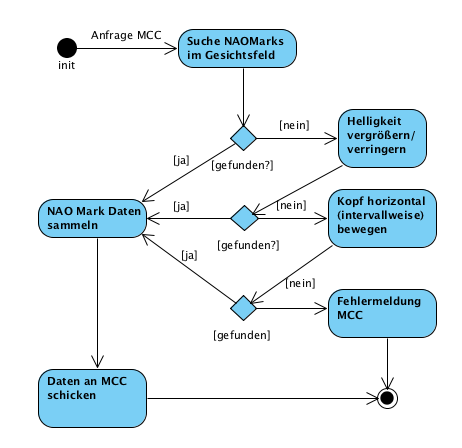 Anfrage MCC
init
Suche NAOMarks
im Gesichtsfeld
[nein]
Helligkeit
vergrößern/
verringern
[ja]
[gefunden?]
NAO Mark Daten
sammeln
[ja]
[nein]
Kopf horizontal
(intervallweise)
bewegen
[gefunden?]
[ja]
[nein]
Fehlermeldung
MCC
[gefunden]
Daten an MCC
schicken